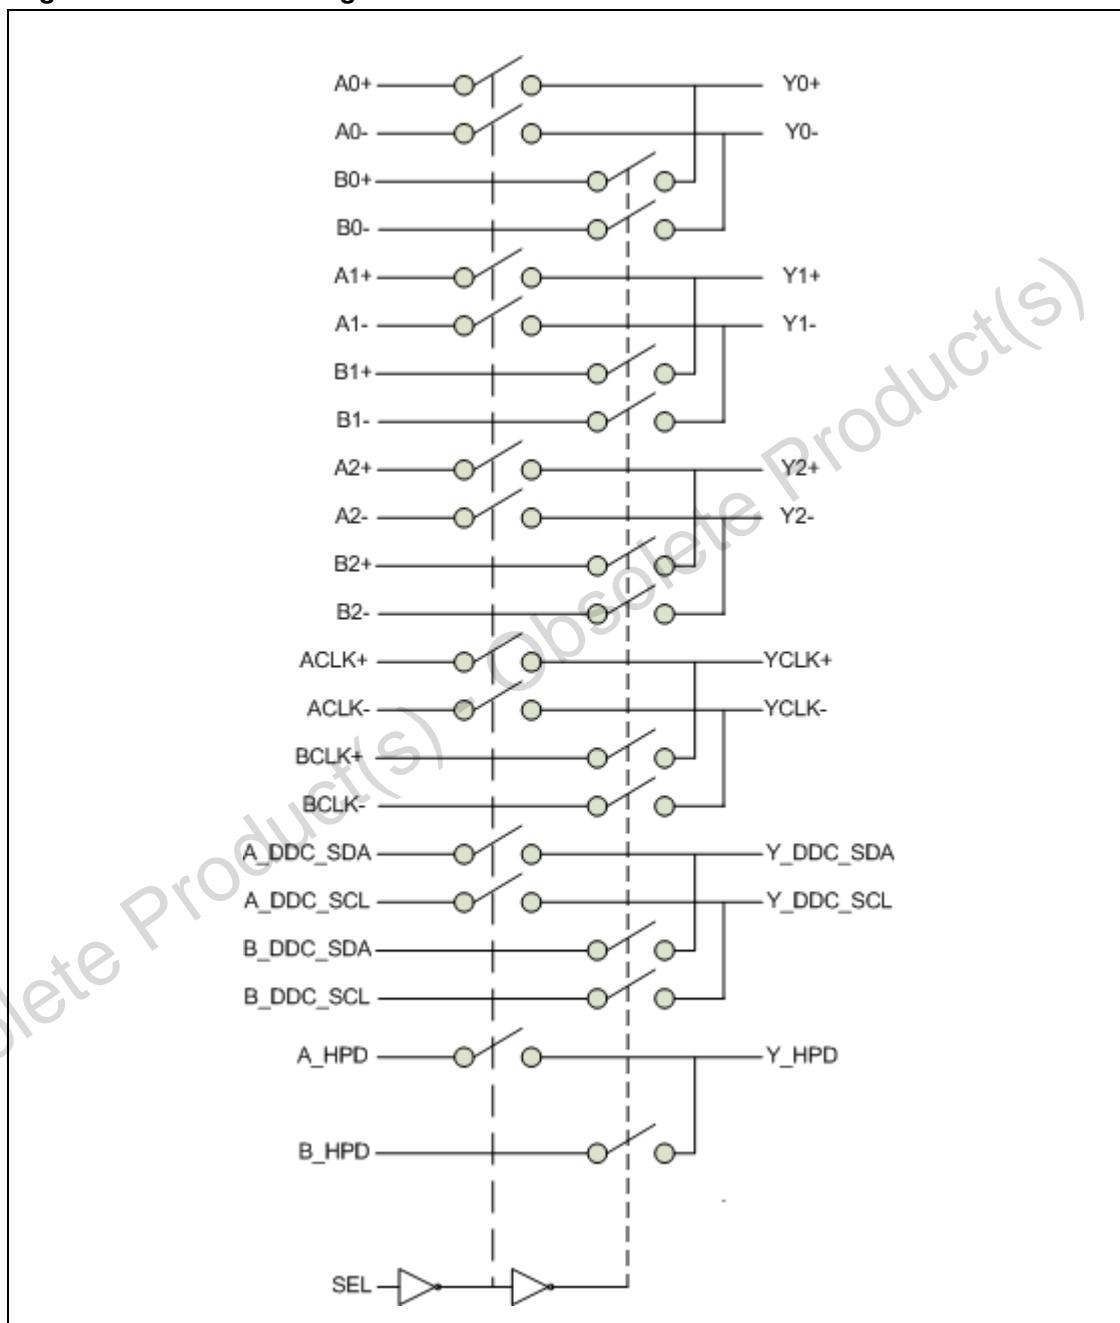 A0+ Y0+
A0- Y0-
B0+
B0-
A1+ Y1+
A1- Y1-
B1+
B1-
A2+ Y2+
A2- Y2-
B2+
B2-
ACLK+ YCLK+
ACLK- YCLK-
BCLK+
BCLK-
A_DDC_SDA Y_DDC_SDA
A_DDC_SCL Y_DDC_SCL
B_DDC_SDA
B_DDC_SCL
A_HPD Y_HPD
B_HPD
SEL
Obsolete Product(s) - Obsolete Product(s)